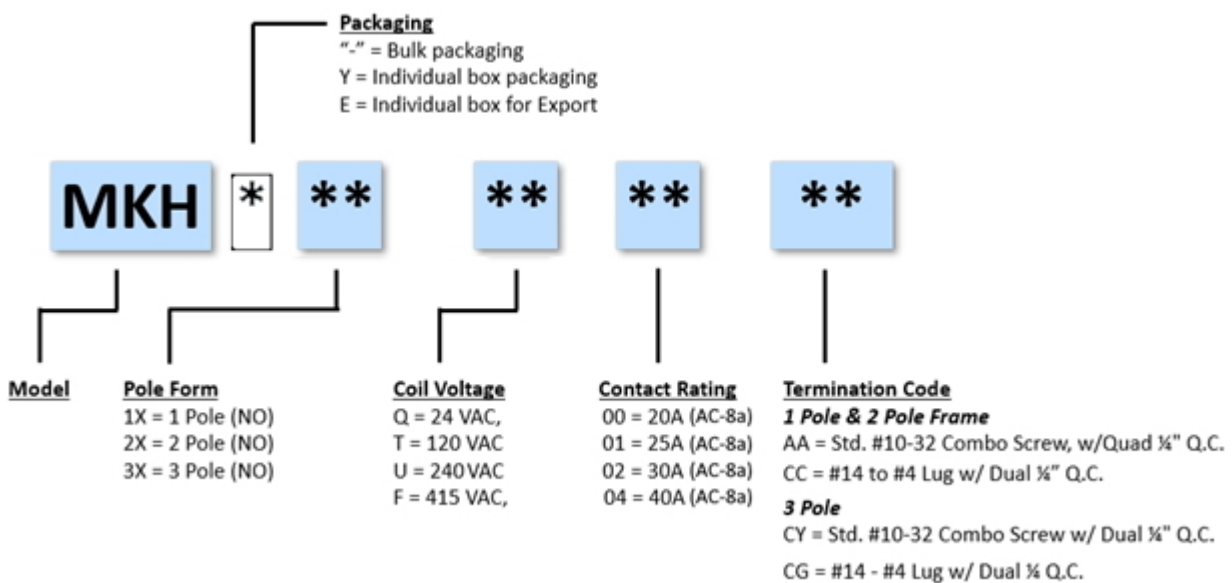 Packaging
“-” = Bulk packaging
Y = Individual box packaging
E = Individual box for Export
MKH * ** ** ** **
Model
Pole Form
1X = 1 Pole (NO)
2X = 2 Pole (NO)
3X = 3 Pole (NO)
Coil Voltage
Q = 24 VAC,
T = 120 VAC
U = 240 VAC
F = 415 VAC,
Contact Rating
00 = 20A (AC-8a)
01 = 25A (AC-8a)
02 = 30A (AC-8a)
04 = 40A (AC-8a)
Termination Code
1 Pole & 2 Pole Frame
AA = Std. #10-32 Combo Screw, w/Quad ¼" Q.C.
CC = #14 to #4 Lug w/ Dual ¼” Q.C.
3 Pole
CY = Std. #10-32 Combo Screw w/ Dual ¼" Q.C.
CG = #14 - #4 Lug w/ Dual ¼ Q.C.